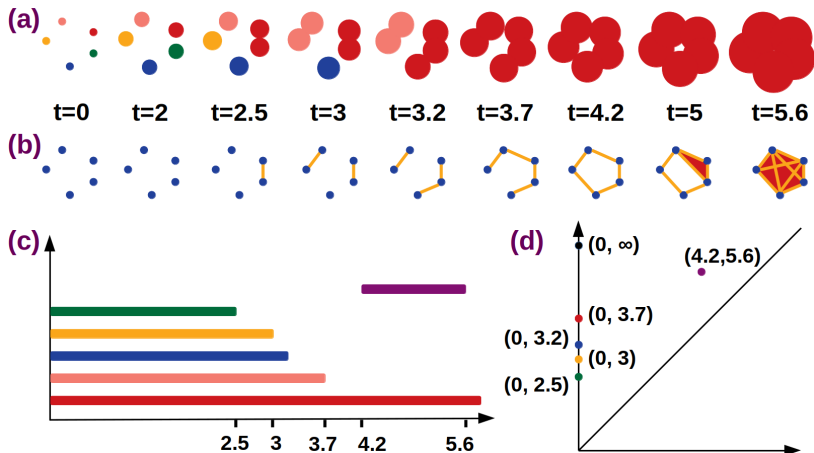 (a)
t=0 t=2 t=2.5 t=3 t=3.2 t=3.7 t=4.2 t=5 t=5.6
(b)
(c)
2.5 3 3.7 4.2 5.6
(d)
(0, ∞)
(4.2,5.6)
(0, 3.7)
(0, 3.2)
(0, 3)
(0, 2.5)